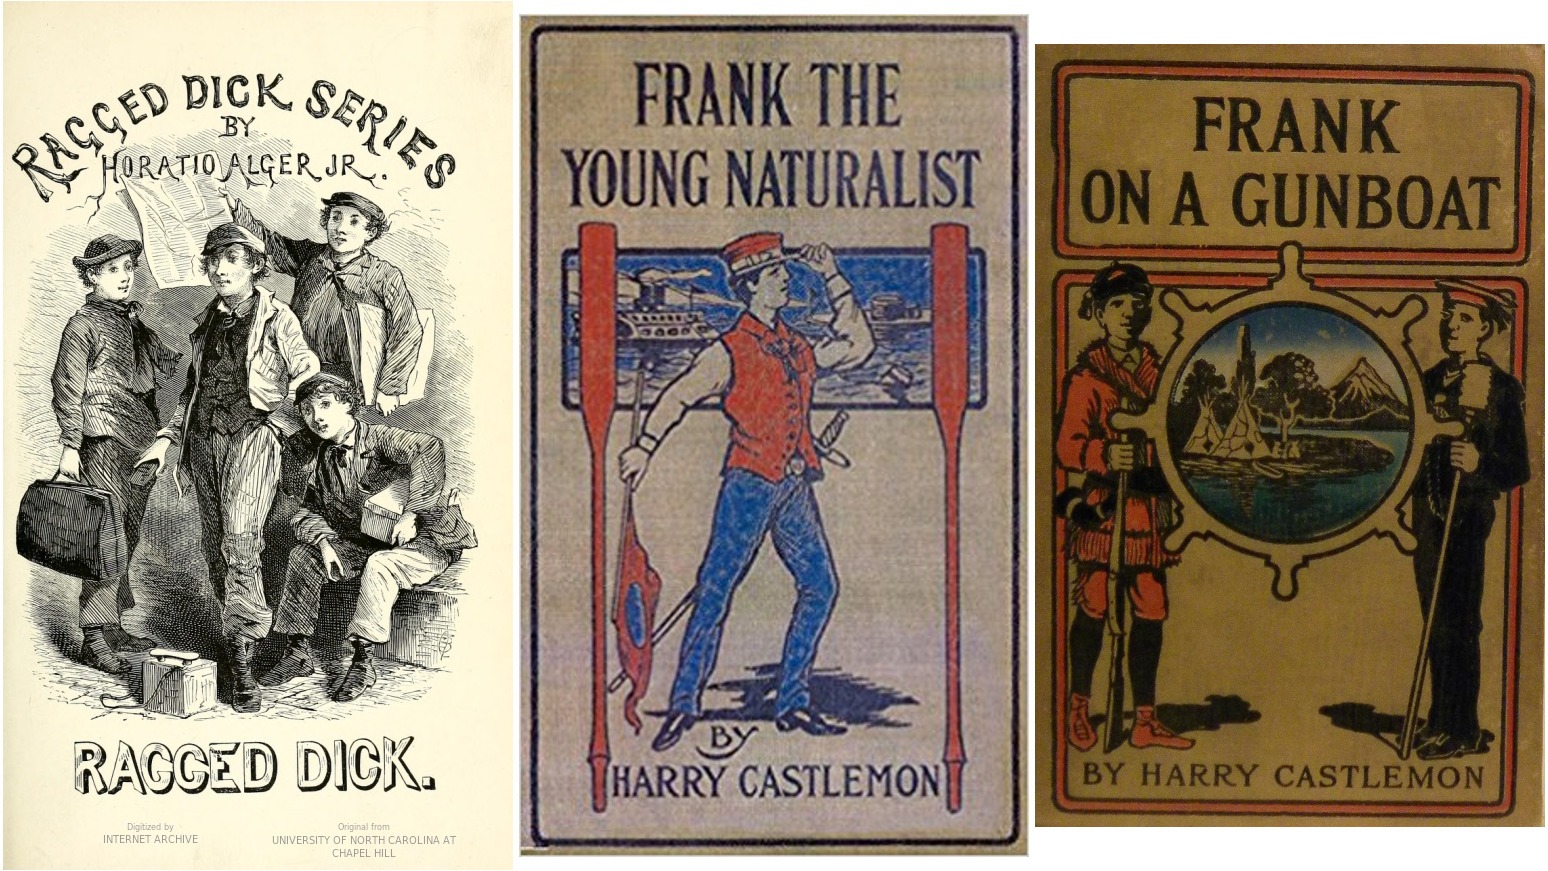 RAGGED DICK SERIES
BY
HORATIO ALGER JR.
RAGGED DICK.
Digitized by
INTERNET ARCHIVE
Original from
UNIVERSITY OF NORTH CAROLINA AT
CHAPEL HILL
FRANK THE
YOUNG NATURALIST
BY
HARRY CASTLEMON
FRANK
ON A GUNBOAT
BY HARRY CASTLEMON